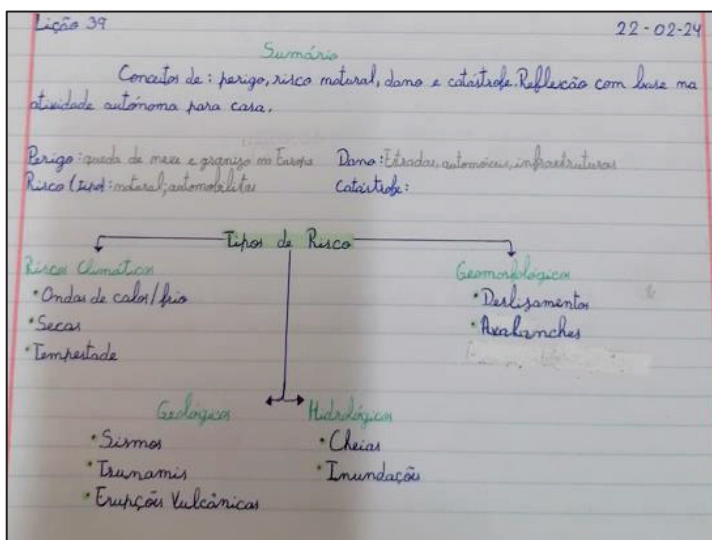 Lição 39 22-02-24
Sumário
Conceitos de: perigo, risco natural, dano e catástrofe. Reflexão com base na
atividade autónoma para casa.
Perigo: queda de neve e granizo na Europa Dano: Estradas, automóveis, infraestruturas
Risco (tipo): natural; automobilitas Catástrofe:
Tipos de Risco
Riscos Climáticos Geomorfológicos
• Ondas de calor/frio • Deslizamentos
• Secas • Avalanches
• Tempestade
Geológicos Hidrológicos
• Sismos • Cheias
• Tsunamis • Inundações
• Erupções Vulcânicas